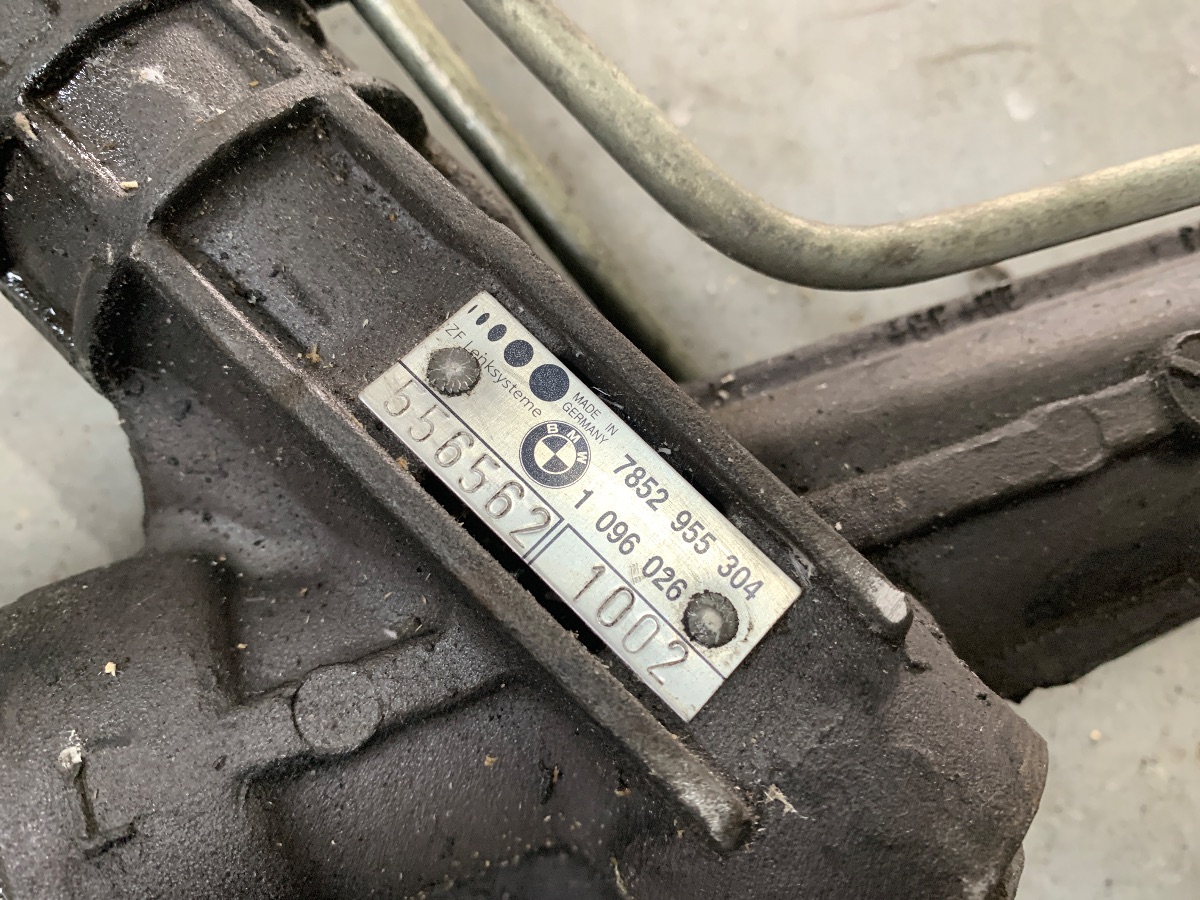 ZF Lenksysteme
MADE IN
GERMANY
BMW
7852 955 304
1 096 026
556562
1002